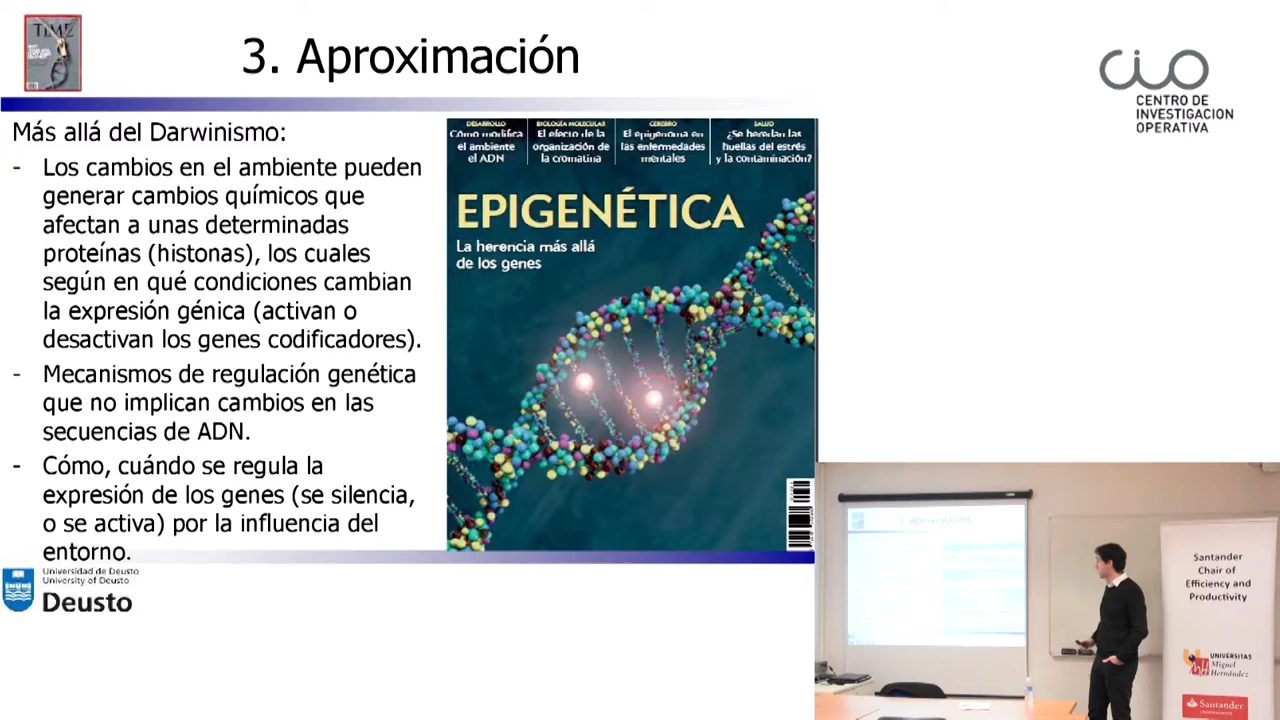 TIME
3. Aproximación
CIO
CENTRO DE
INVESTIGACION
OPERATIVA
Más allá del Darwinismo:
- Los cambios en el ambiente pueden
generar cambios químicos que
afectan a unas determinadas
proteínas (histonas), los cuales
según en qué condiciones cambian
la expresión génica (activan o
desactivan los genes codificadores).
- Mecanismos de regulación genética
que no implican cambios en las
secuencias de ADN.
- Cómo, cuándo se regula la
expresión de los genes (se silencia,
o se activa) por la influencia del
entorno.
DESARROLLO
Cómo modifica
el ambiente
el ADN
BIOLOGÍA MOLECULAR
El efecto de la
organización de
la cromatina
CEREBRO
El epigenoma en
las enfermedades
mentales
SALUD
¿Se heredan las
huellas del estrés
y la contaminación?
EPIGENÉTICA
La herencia más allá
de los genes
Universidad de Deusto
University of Deusto
Deusto
3. Aproximación
Santander
Chair of
Efficiency and
Productivity
UNIVERSITAS
Miguel
Hernández
Santander